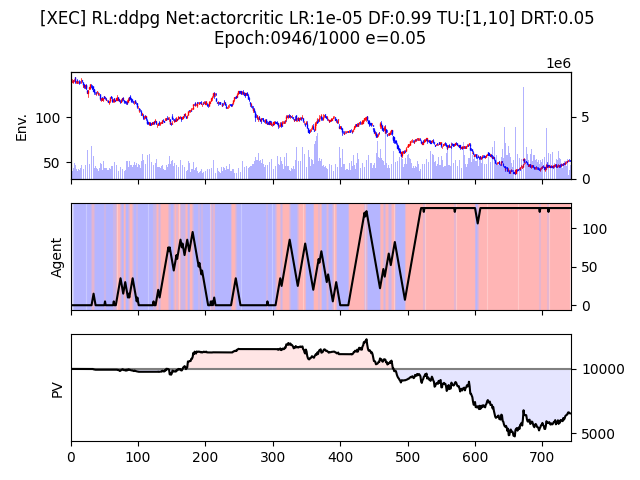 [XEC] RL:ddpg Net:actorcritic LR:1e-05 DF:0.99 TU:[1,10] DRT:0.05
Epoch:0946/1000 e=0.05
1e6
Env.
100
50
5
0
Agent
100
50
0
PV
10000
5000
0 100 200 300 400 500 600 700